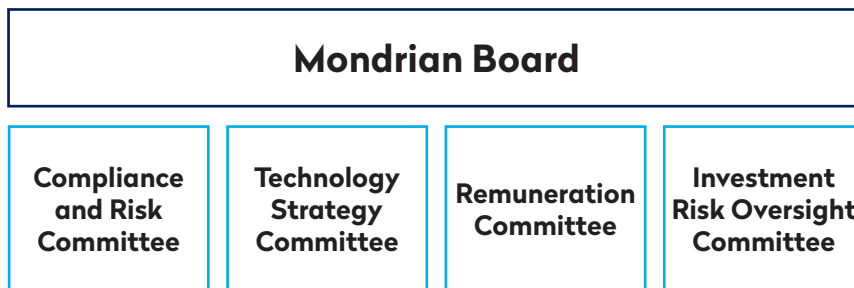 Mondrian Board
Compliance
and Risk
Committee
Technology
Strategy
Committee
Remuneration
Committee
Investment
Risk Oversight
Committee